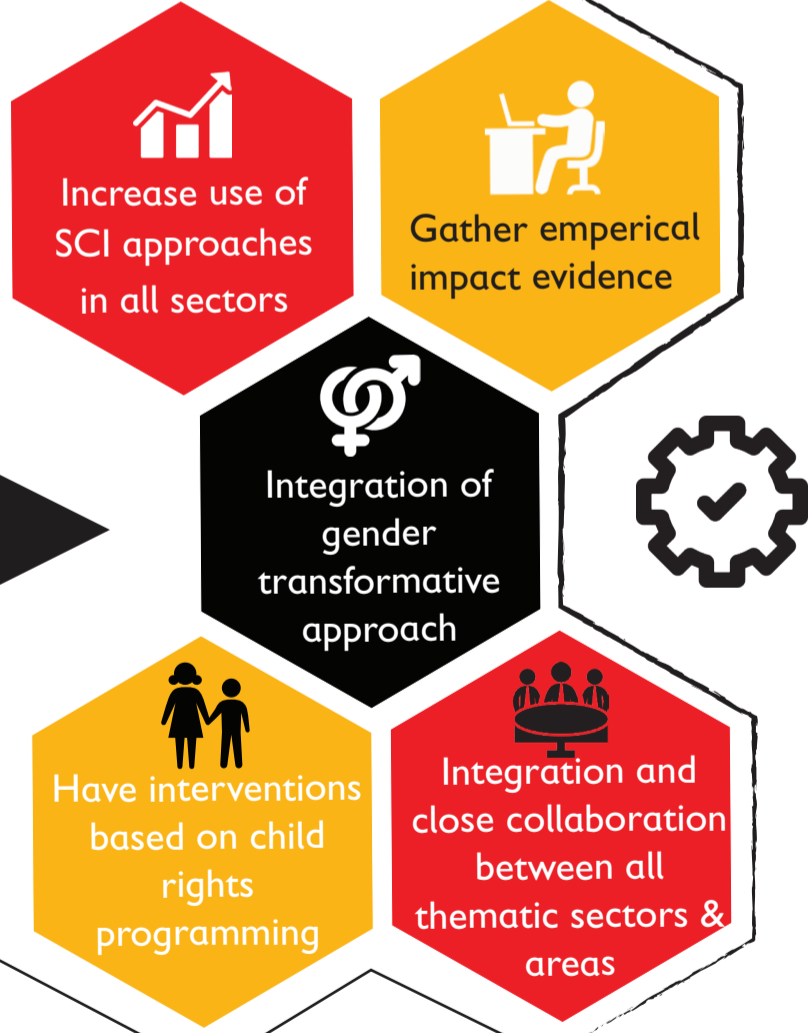 Increase use of
SCI approaches
in all sectors
Gather emperical
impact evidence
Integration of
gender
transformative
approach
Have interventions
based on child
rights
programming
Integration and
close collaboration
between all
thematic sectors &
areas